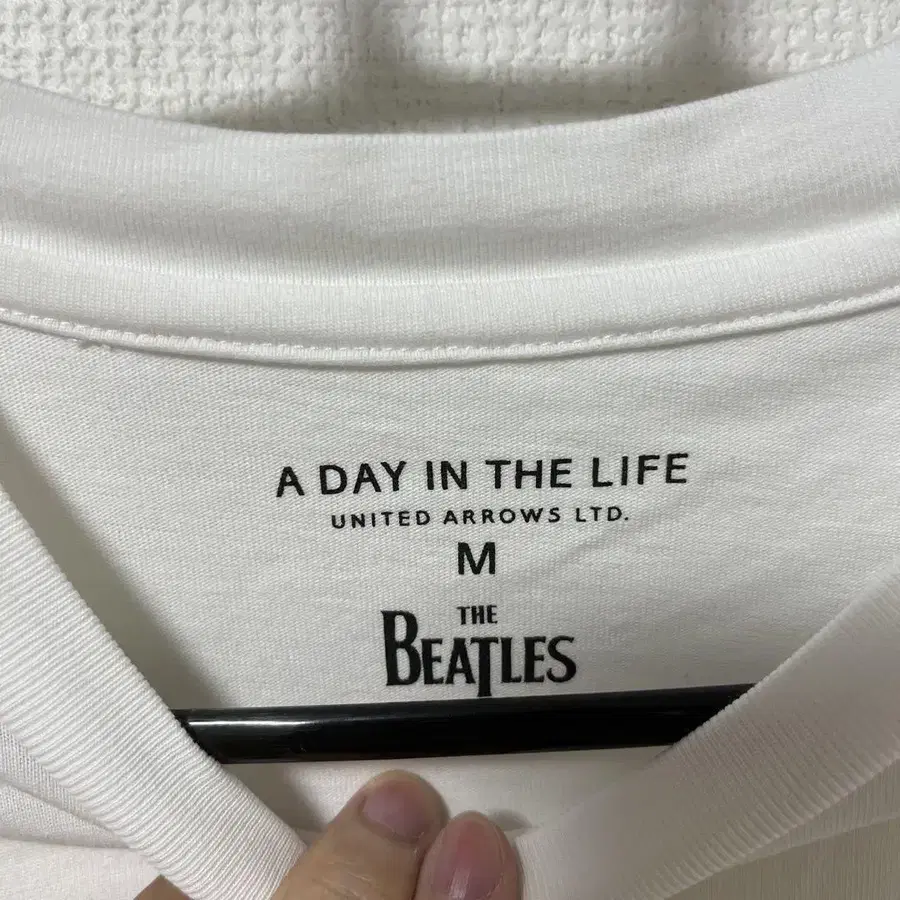 A DAY IN THE LIFE
UNITED ARROWS LTD.
M
THE
BEATLES